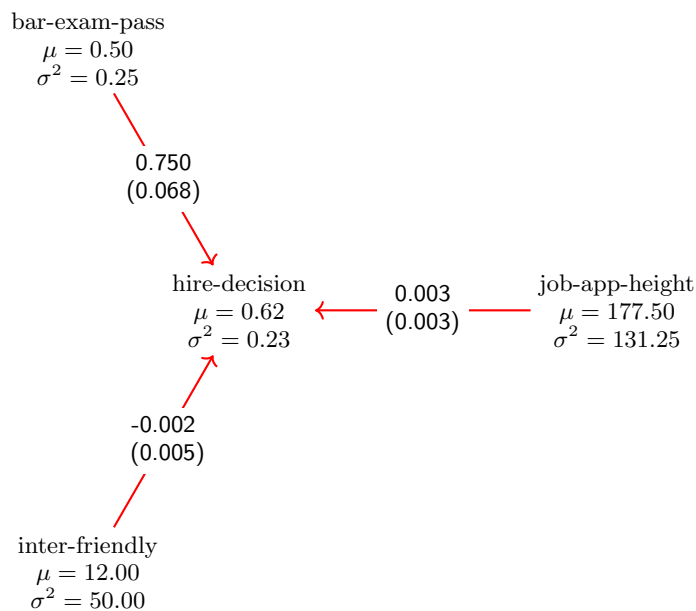 bar-exam-pass
μ = 0.50
σ² = 0.25
0.750
(0.068)
hire-decision
μ = 0.62
σ² = 0.23
0.003
(0.003)
job-app-height
μ = 177.50
σ² = 131.25
-0.002
(0.005)
inter-friendly
μ = 12.00
σ² = 50.00